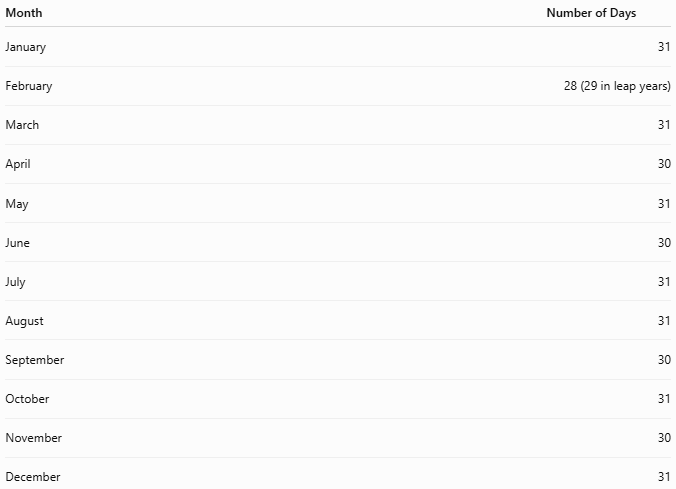 Month Number of Days
January 31
February 28 (29 in leap years)
March 31
April 30
May 31
June 30
July 31
August 31
September 30
October 31
November 30
December 31